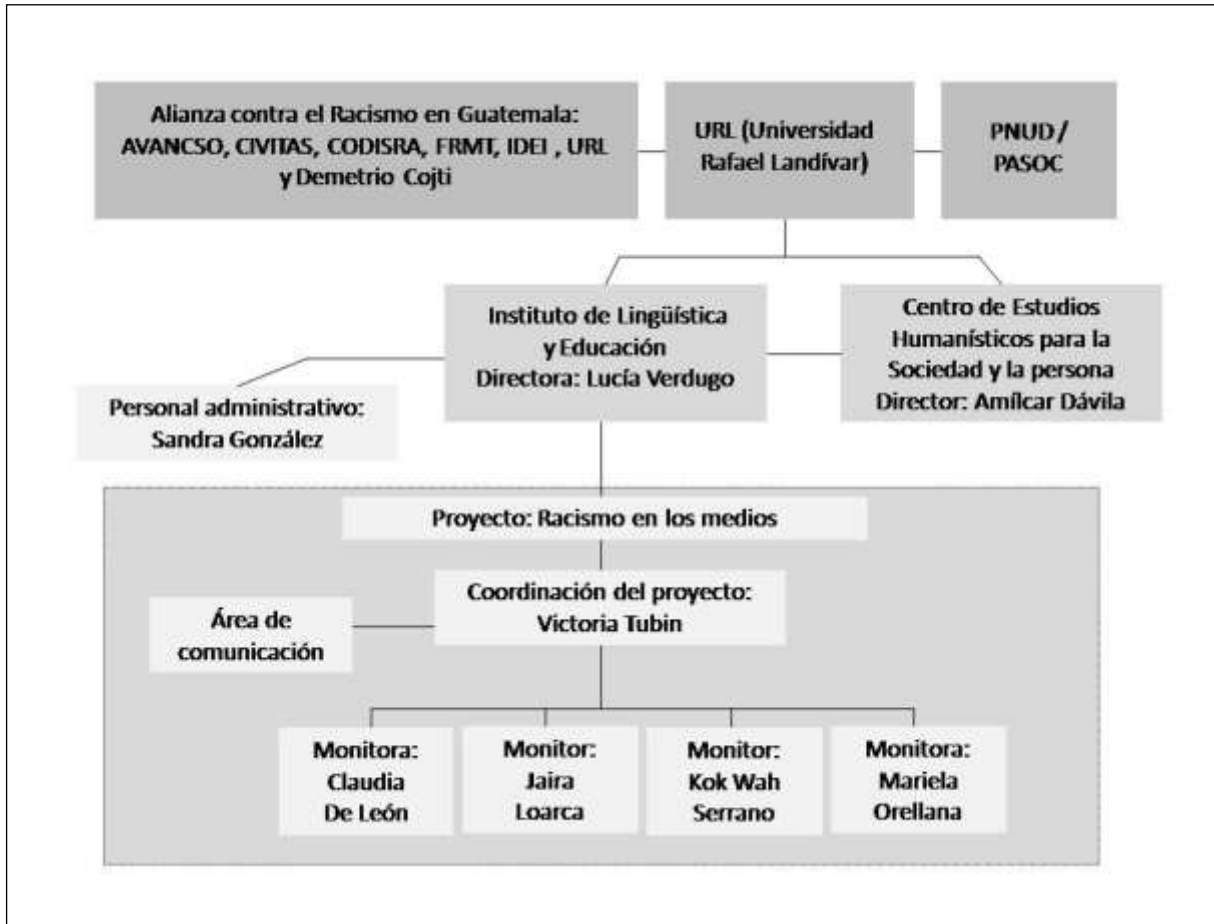 Alianza contra el Racismo en Guatemala:
AVANCSO, CIVITAS, CODISRA, FRMT, IDEI , URL
y Demetrio Cojti
URL (Universidad
Rafael Landívar)
PNUD /
PASOC
Instituto de Lingüística
y Educación
Directora: Lucía Verdugo
Centro de Estudios
Humanísticos para la
Sociedad y la persona
Director: Amílcar Dávila
Personal administrativo:
Sandra González
Proyecto: Racismo en los medios
Coordinación del proyecto:
Victoria Tubin
Área de
comunicación
Monitora:
Claudia
De León
Monitor:
Jaira
Loarca
Monitor:
Kok Wah
Serrano
Monitora:
Mariela
Orellana